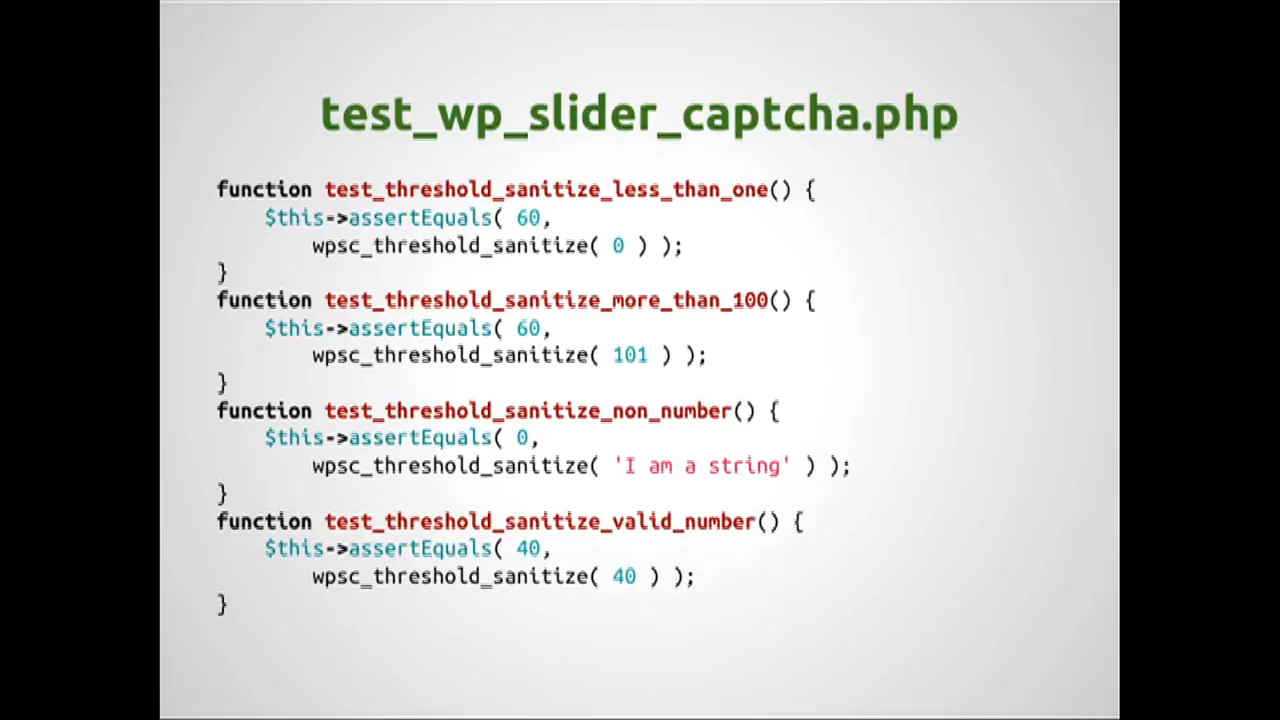 test_wp_slider_captcha.php
function test_threshold_sanitize_less_than_one() {
    $this->assertEquals( 60,
        wpsc_threshold_sanitize( 0 ) );
}
function test_threshold_sanitize_more_than_100() {
    $this->assertEquals( 60,
        wpsc_threshold_sanitize( 101 ) );
}
function test_threshold_sanitize_non_number() {
    $this->assertEquals( 0,
        wpsc_threshold_sanitize( 'I am a string' ) );
}
function test_threshold_sanitize_valid_number() {
    $this->assertEquals( 40,
        wpsc_threshold_sanitize( 40 ) );
}